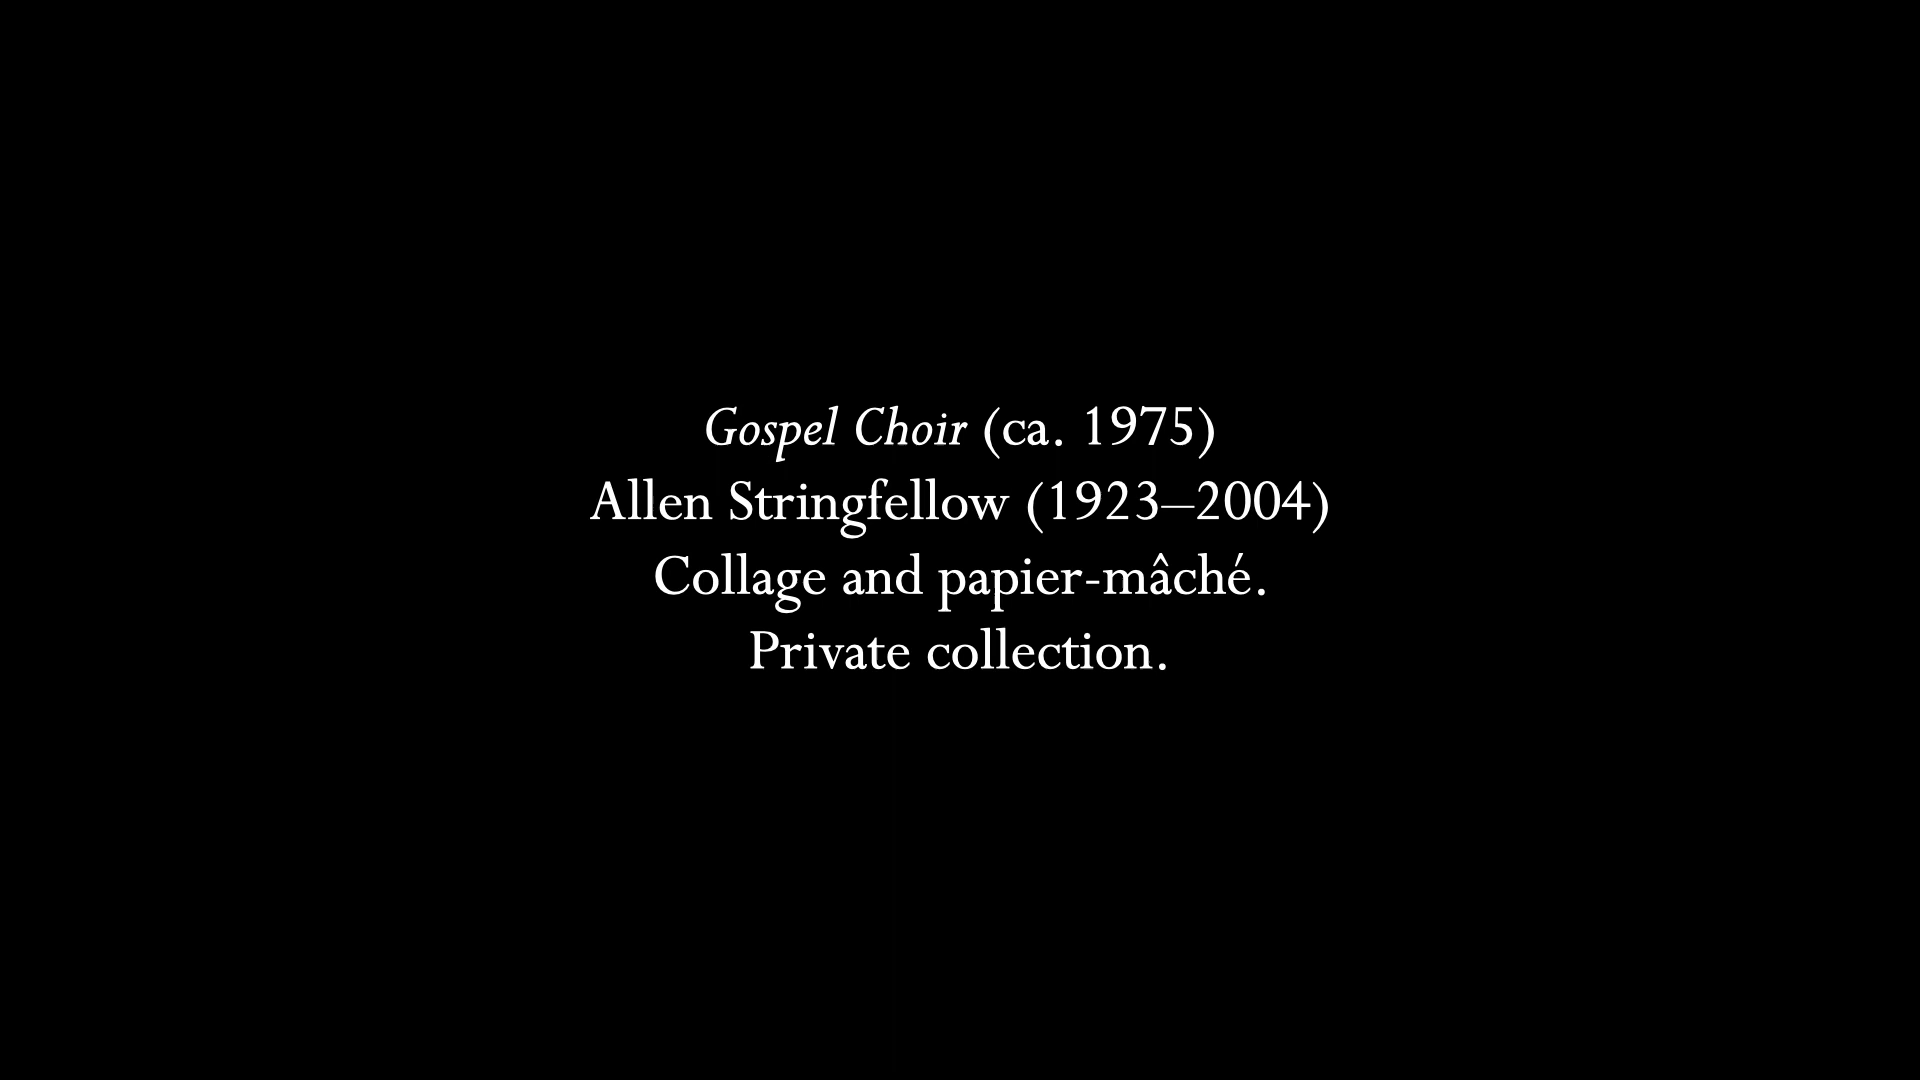 Gospel Choir (ca. 1975)
Allen Stringfellow (1923–2004)
Collage and papier-mâché.
Private collection.